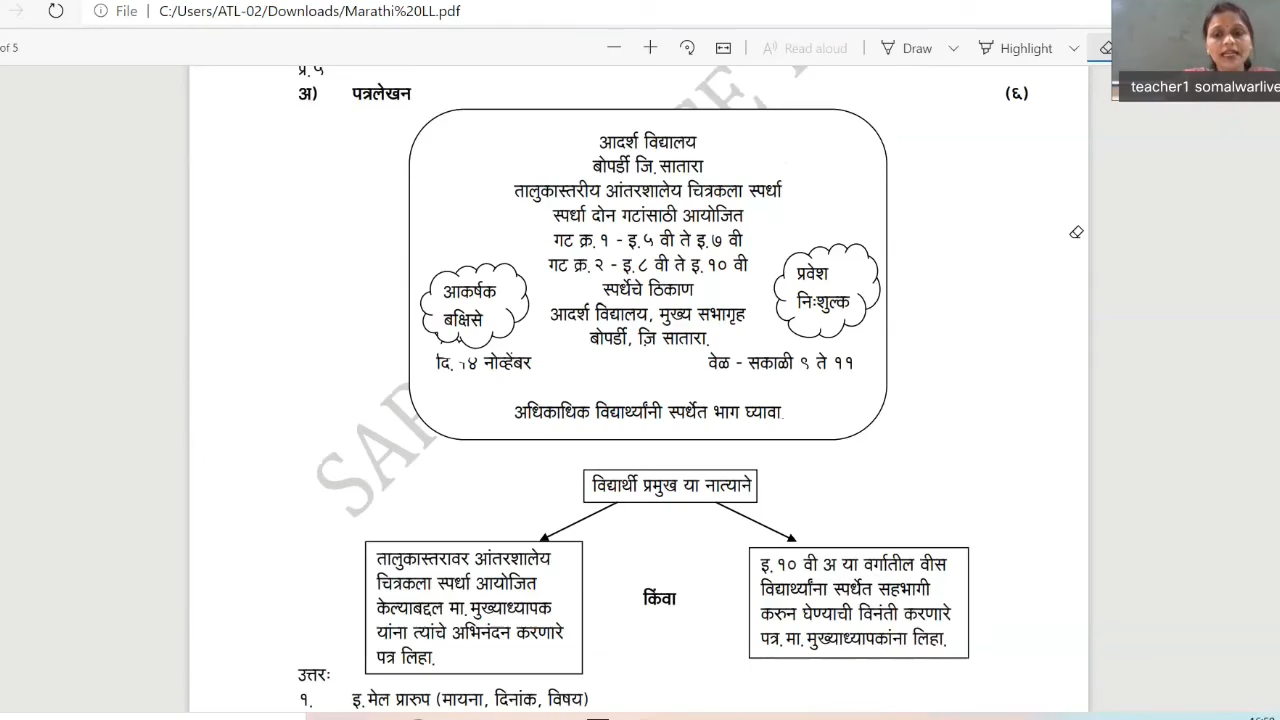 File
C:/Users/ATL-02/Downloads/Marathi%20LL.pdf
of 5
Read aloud
Draw
Highlight
teacher1 somalwarlive
प्र.५
अ) पत्रलेखन (६)
आदर्श विद्यालय
बोपर्डी जि.सातारा
तालुकास्तरीय आंतरशालेय चित्रकला स्पर्धा
स्पर्धा दोन गटांसाठी आयोजित
गट क्र.१ - इ.५ वी ते इ.७ वी
गट क्र.२ - इ.८ वी ते इ.१० वी
स्पर्धेचे ठिकाण
आदर्श विद्यालय, मुख्य सभागृह
बोपर्डी, ज़ि सातारा.
आकर्षक
बक्षिसे
प्रवेश
निःशुल्क
दि. १४ नोव्हेंबर वेळ - सकाळी ९ ते ११
अधिकाधिक विद्यार्थ्यांनी स्पर्धेत भाग घ्यावा.
विद्यार्थी प्रमुख या नात्याने
तालुकास्तरावर आंतरशालेय
चित्रकला स्पर्धा आयोजित
केल्याबद्दल मा.मुख्याध्यापक
यांना त्यांचे अभिनंदन करणारे
पत्र लिहा.
किंवा
इ.१० वी अ या वर्गातील वीस
विद्यार्थ्यांना स्पर्धेत सहभागी
करुन घेण्याची विनंती करणारे
पत्र.मा.मुख्याध्यापकांना लिहा.
उत्तरः
१. इ.मेल प्रारुप (मायना, दिनांक, विषय)